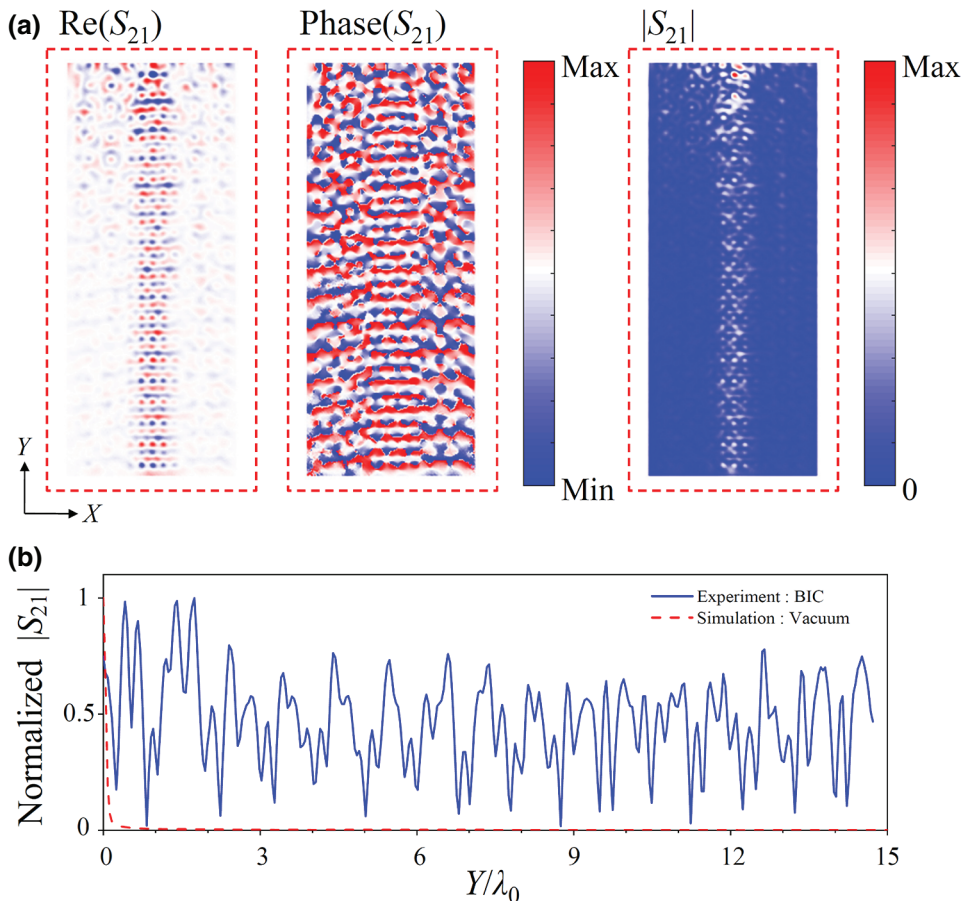 (a) Re(S21) Phase(S21) |S21|
Max Max
Min 0
Y
X
(b)
Normalized |S21|
1
0.5
0
Experiment : BIC
Simulation : Vacuum
0 3 6 9 12 15
Y/λ0